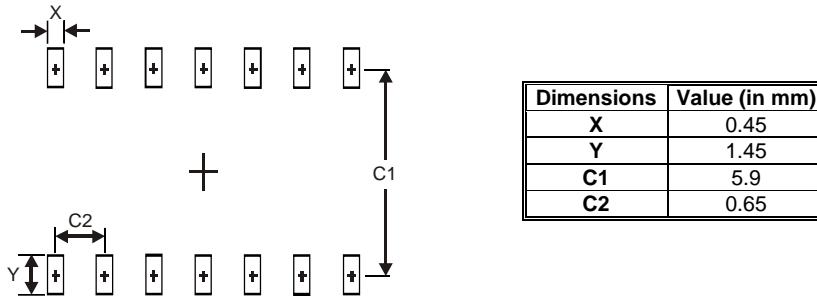 X
C1
C2
Y
Dimensions Value (in mm)
X 0.45
Y 1.45
C1 5.9
C2 0.65